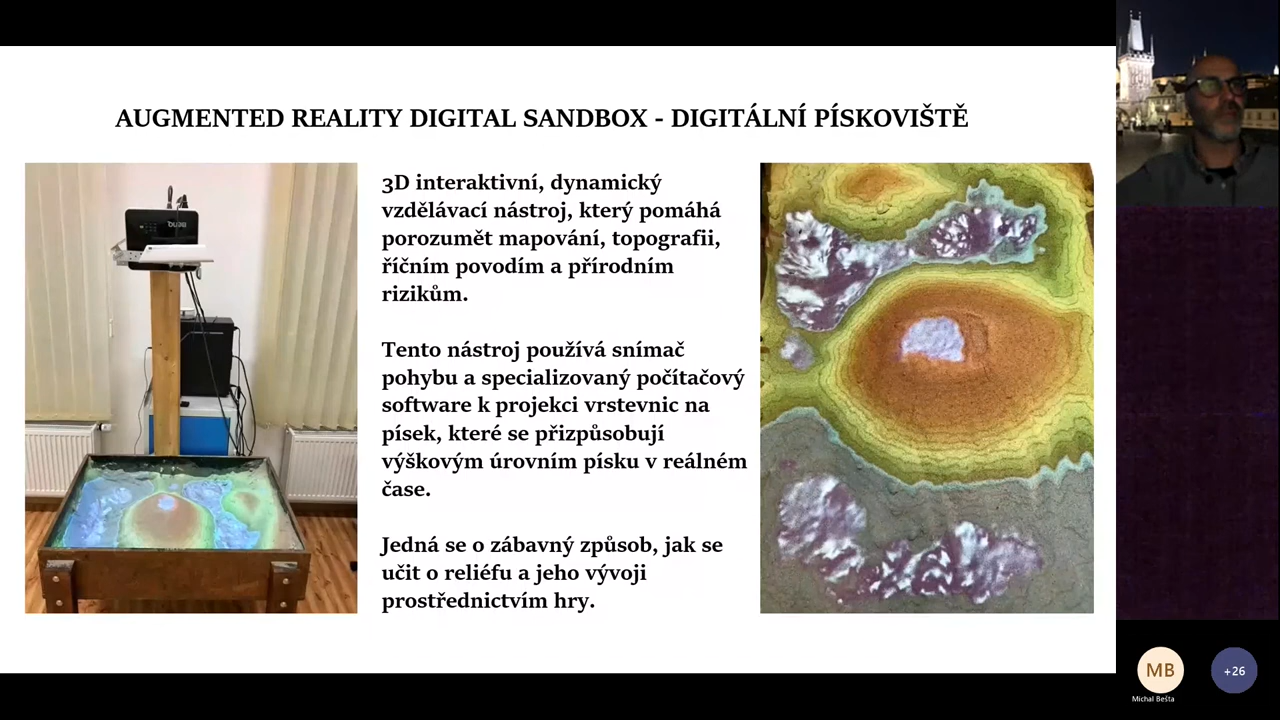 AUGMENTED REALITY DIGITAL SANDBOX - DIGITÁLNÍ PÍSKOVIŠTĚ
3D interaktivní, dynamický
vzdělávací nástroj, který pomáhá
porozumět mapování, topografii,
říčním povodím a přírodním
rizikům.
Tento nástroj používá snímač
pohybu a specializovaný počítačový
software k projekci vrstevnic na
písek, které se přizpůsobují
výškovým úrovním písku v reálném
čase.
Jedná se o zábavný způsob, jak se
učit o reliéfu a jeho vývoji
prostřednictvím hry.
BenQ
MB
+26
Michal Bešta